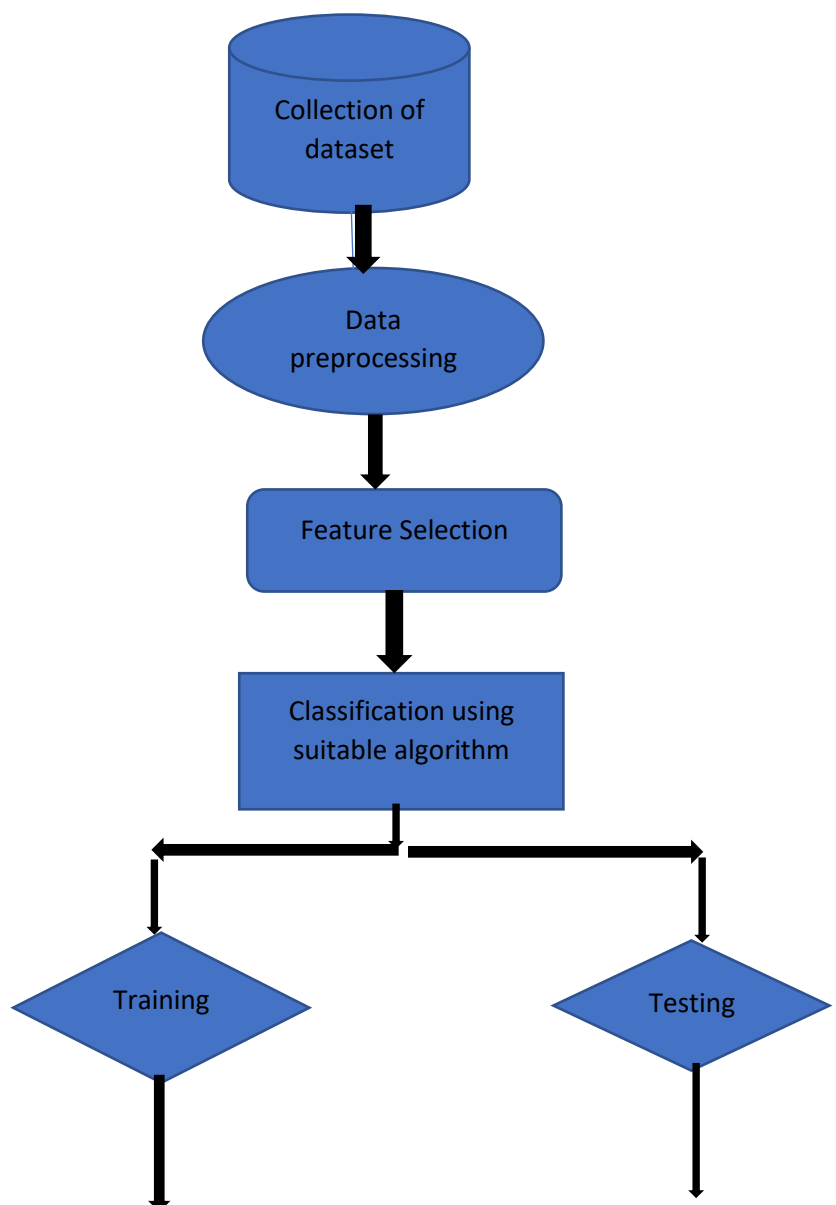 Collection of
dataset
Data
preprocessing
Feature Selection
Classification using
suitable algorithm
Training
Testing